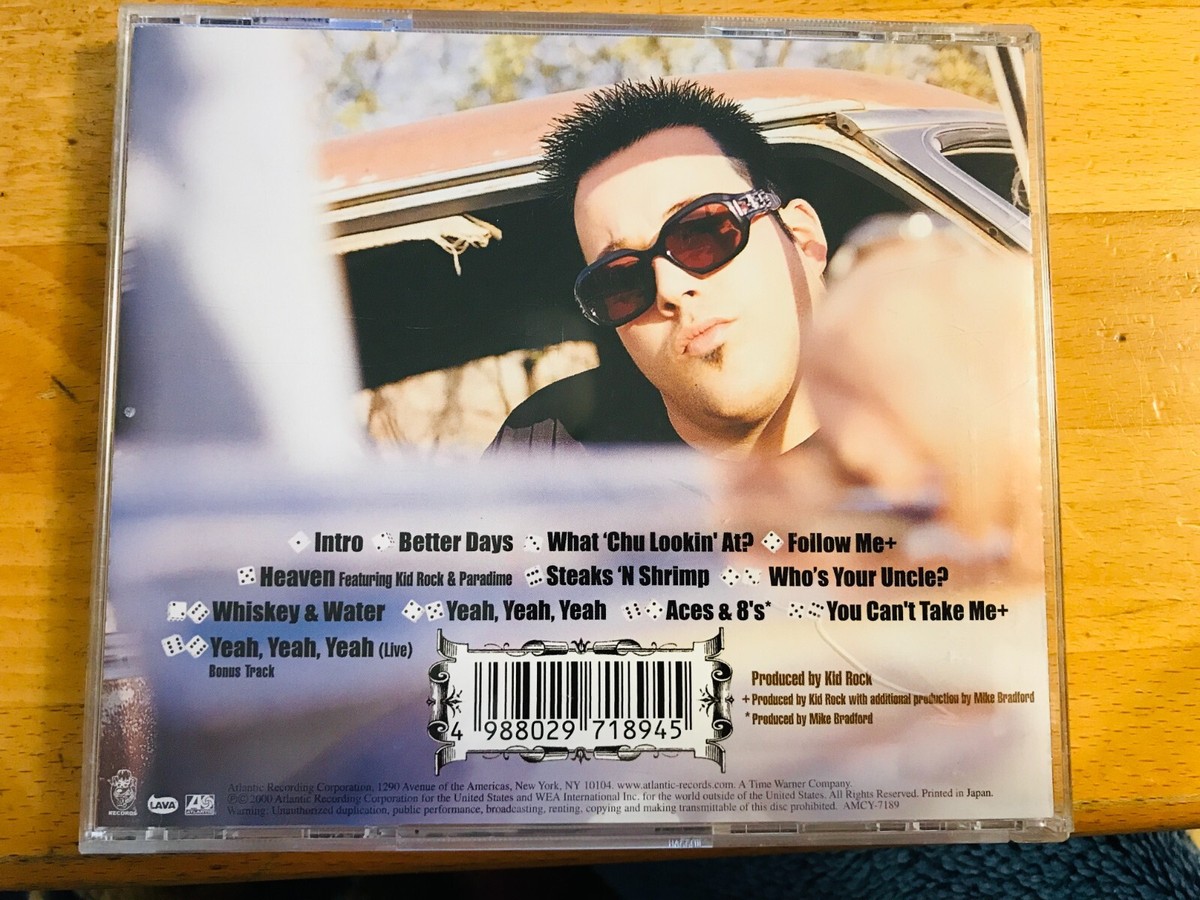 Intro Better Days What 'Chu Lookin' At? Follow Me+
Heaven Featuring Kid Rock & Paradime Steaks 'N Shrimp Who's Your Uncle?
Whiskey & Water Yeah, Yeah, Yeah Aces & 8's* You Can't Take Me+
Yeah, Yeah, Yeah (Live)
Bonus Track
4 988029 718945
Produced by Kid Rock
+ Produced by Kid Rock with additional production by Mike Bradford
* Produced by Mike Bradford
RECORDS
LAVA
ATLANTIC
Atlantic Recording Corporation, 1290 Avenue of the Americas, New York, NY 10104. www.atlantic-records.com. A Time Warner Company.
℗© 2000 Atlantic Recording Corporation for the United States and WEA International Inc. for the world outside of the United States. All Rights Reserved. Printed in Japan.
Warning: Unauthorized duplication, public performance, broadcasting, renting, copying and making transmittable of this disc prohibited. AMCY-7189